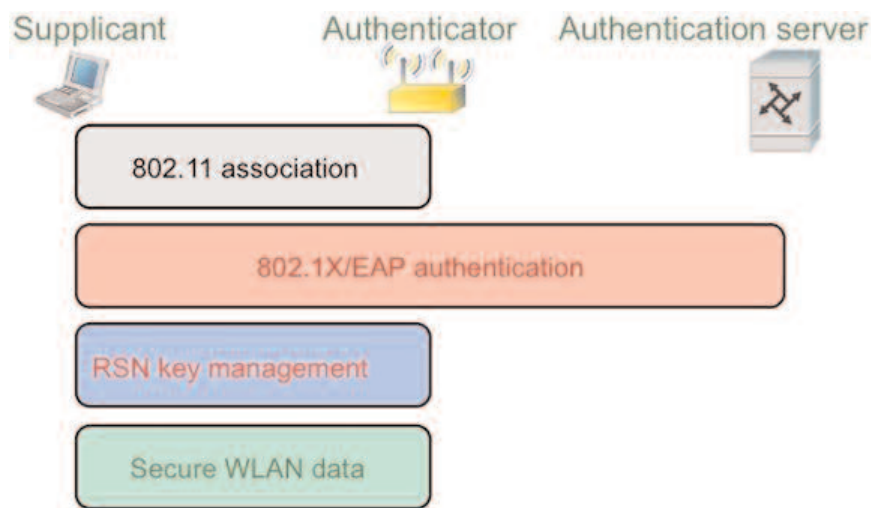 Supplicant
Authenticator
Authentication server
802.11 association
802.1X/EAP authentication
RSN key management
Secure WLAN data